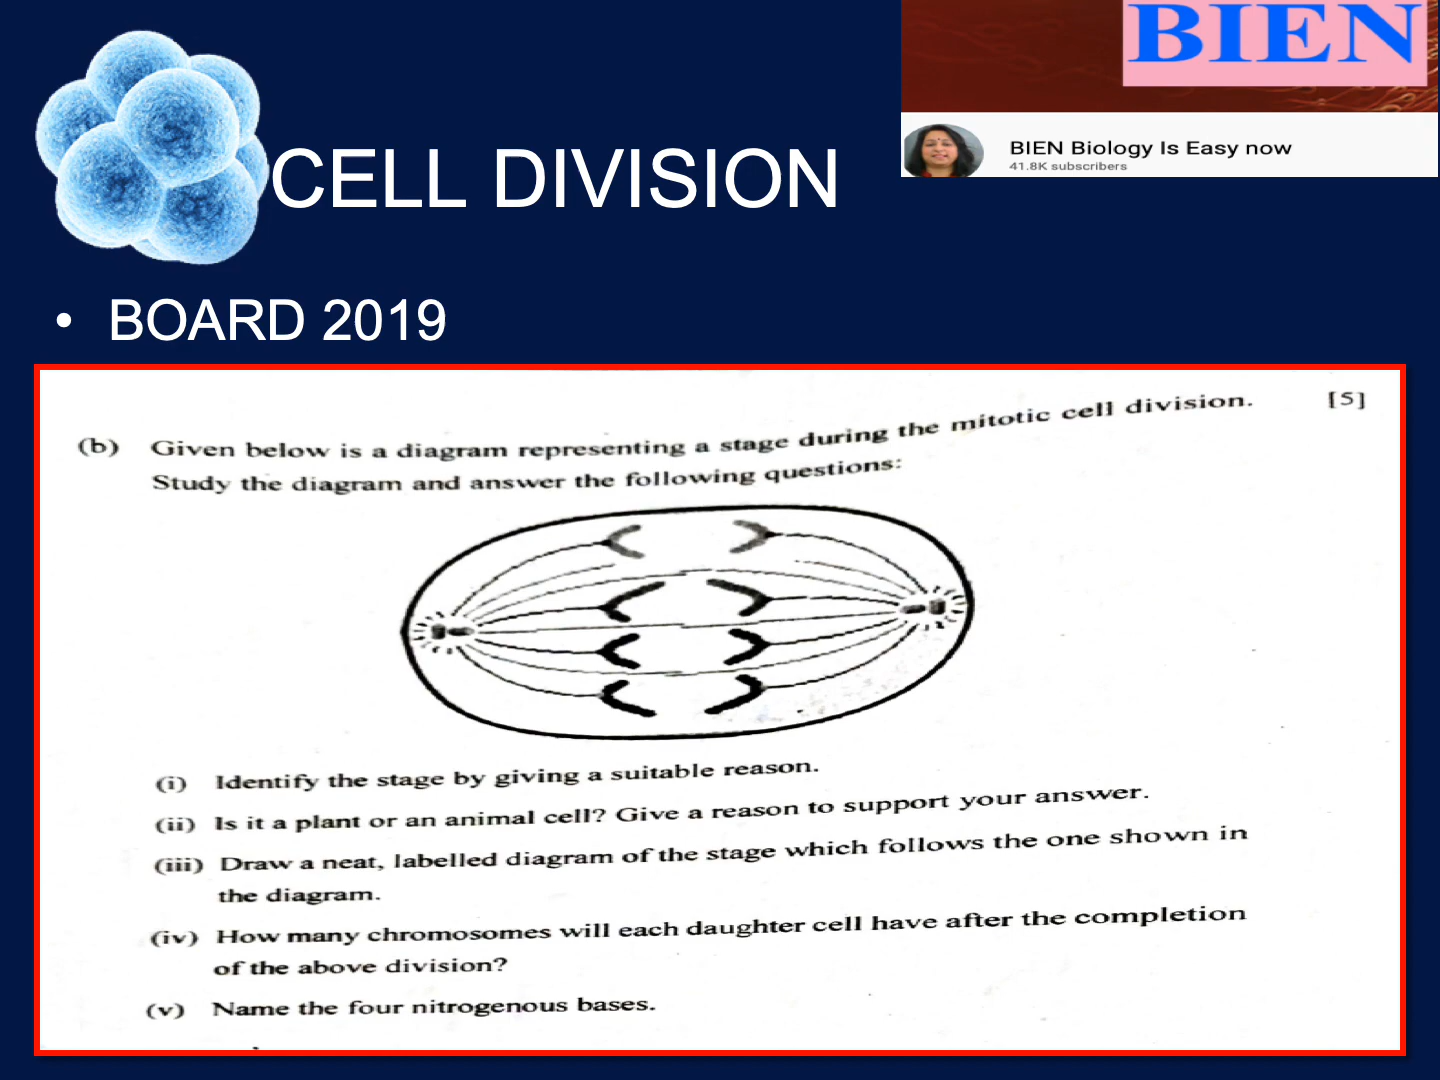 BIEN
BIEN Biology Is Easy now
41.8K subscribers
CELL DIVISION
• BOARD 2019
(b) Given below is a diagram representing a stage during the mitotic cell division. [5]
Study the diagram and answer the following questions:
(i) Identify the stage by giving a suitable reason.
(ii) Is it a plant or an animal cell? Give a reason to support your answer.
(iii) Draw a neat, labelled diagram of the stage which follows the one shown in
the diagram.
(iv) How many chromosomes will each daughter cell have after the completion
of the above division?
(v) Name the four nitrogenous bases.